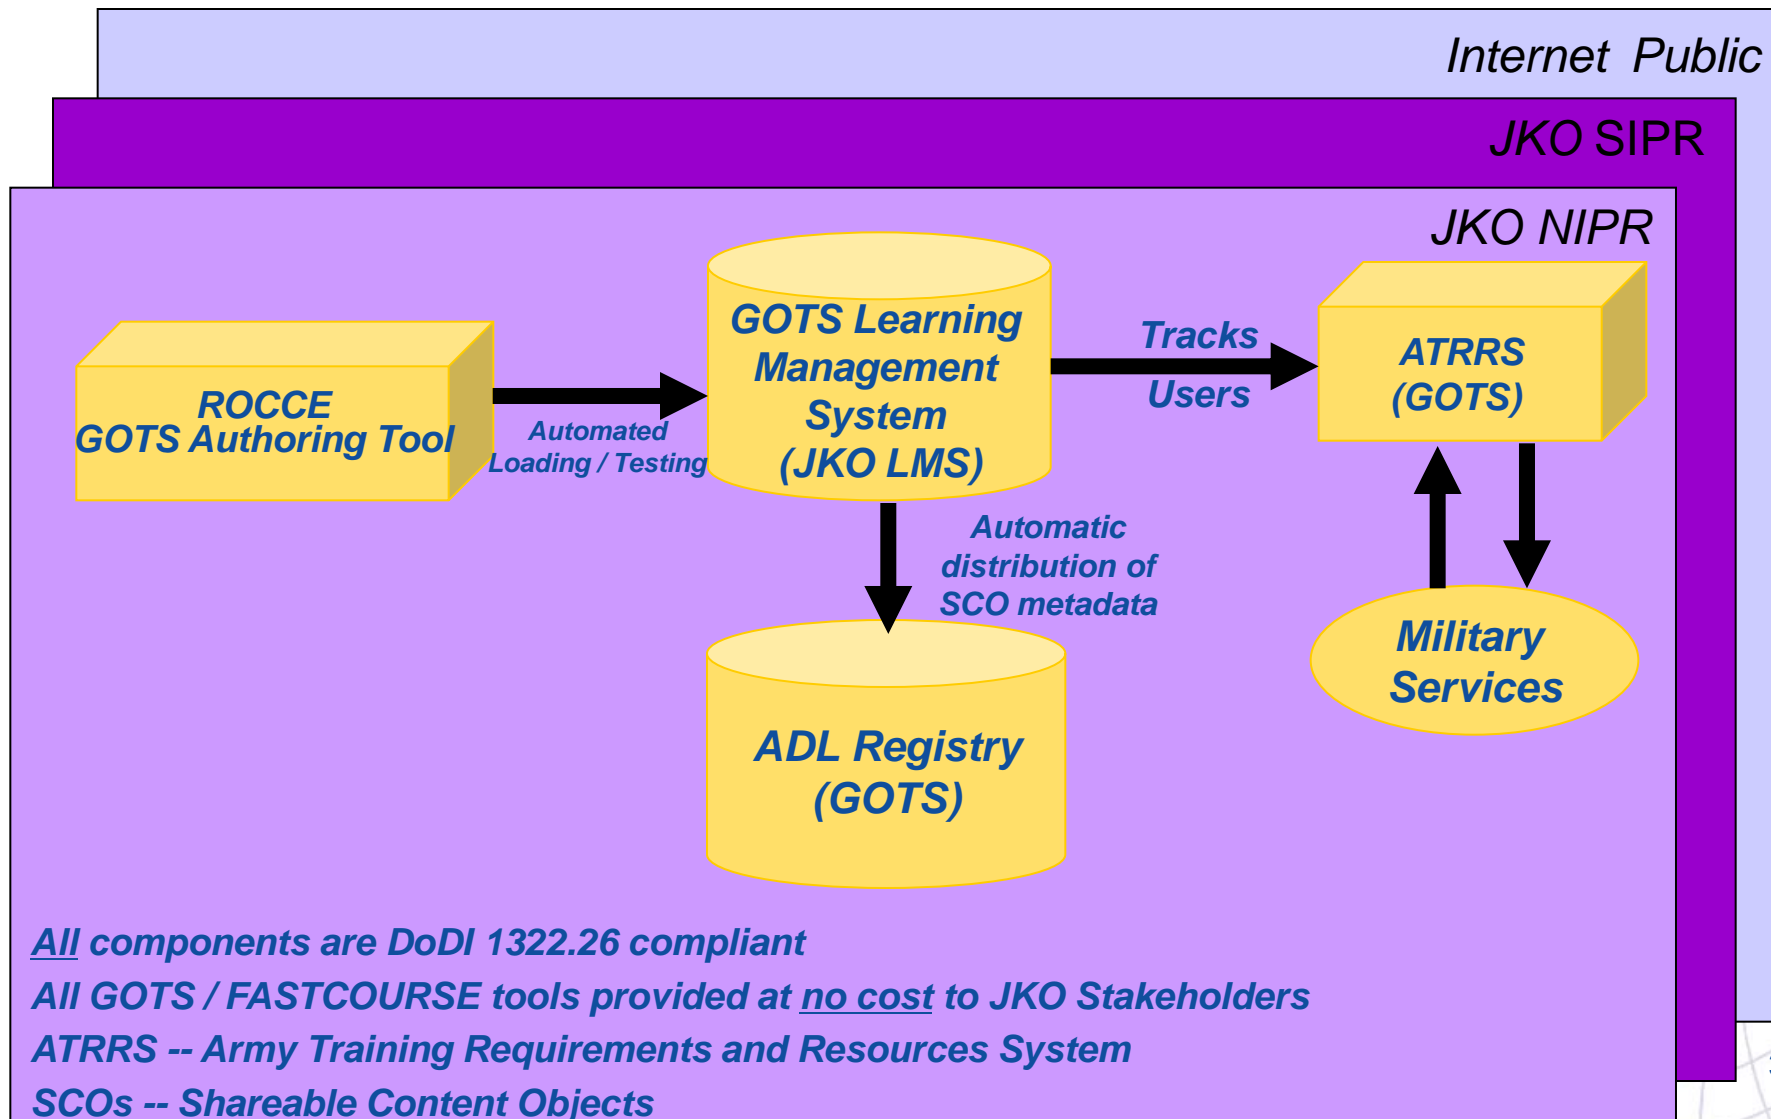 Internet Public
JKO SIPR
JKO NIPR
ROCCE
GOTS Authoring Tool
Automated
Loading / Testing
GOTS Learning
Management
System
(JKO LMS)
Tracks
Users
ATRRS
(GOTS)
Automatic
distribution of
SCO metadata
Military
Services
ADL Registry
(GOTS)
All components are DoDI 1322.26 compliant
All GOTS / FASTCOURSE tools provided at no cost to JKO Stakeholders
ATRRS -- Army Training Requirements and Resources System
SCOs -- Shareable Content Objects